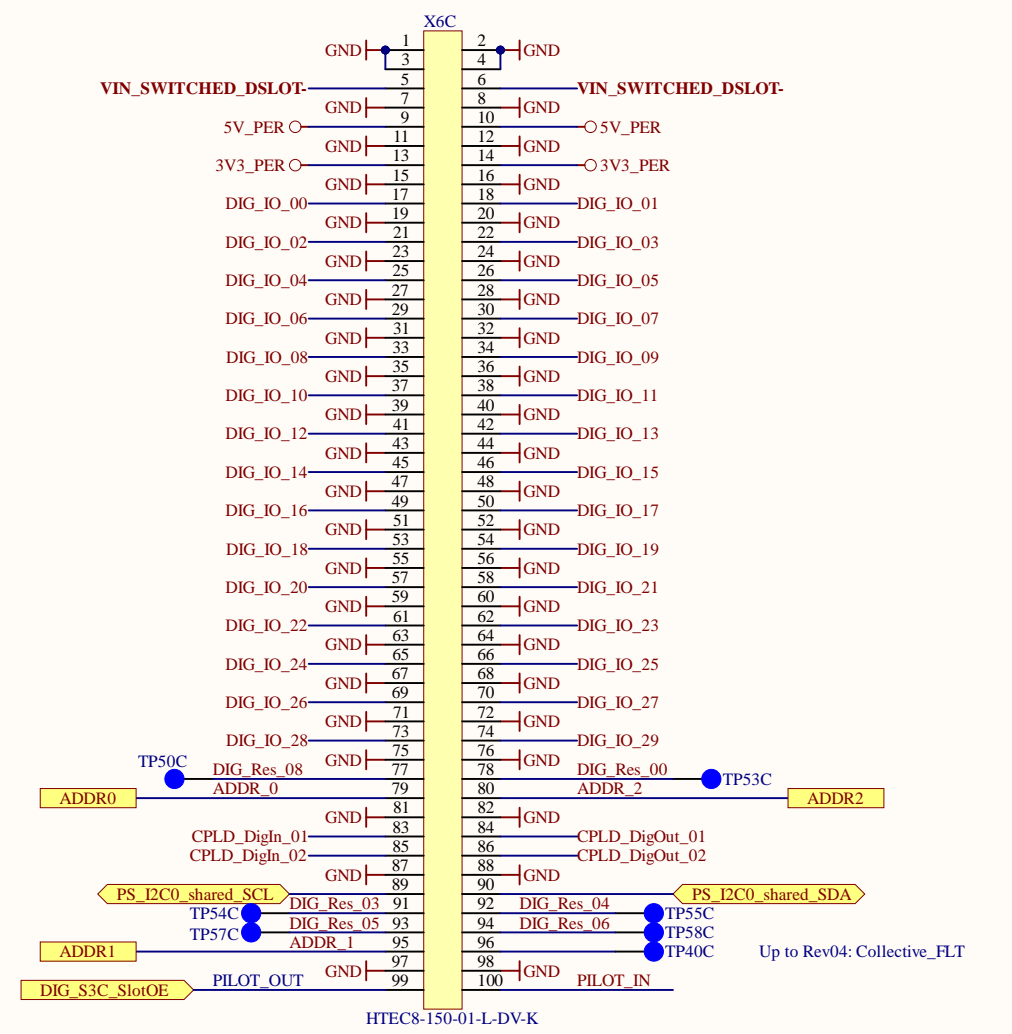 X6C
GND 1 2 GND
3 4
VIN_SWITCHED_DSLOT- 5 6 VIN_SWITCHED_DSLOT-
GND 7 8 GND
5V_PER 9 10 5V_PER
GND 11 12 GND
3V3_PER 13 14 3V3_PER
GND 15 16 GND
DIG_IO_00 17 18 DIG_IO_01
GND 19 20 GND
DIG_IO_02 21 22 DIG_IO_03
GND 23 24 GND
DIG_IO_04 25 26 DIG_IO_05
GND 27 28 GND
DIG_IO_06 29 30 DIG_IO_07
GND 31 32 GND
DIG_IO_08 33 34 DIG_IO_09
GND 35 36 GND
DIG_IO_10 37 38 DIG_IO_11
GND 39 40 GND
DIG_IO_12 41 42 DIG_IO_13
GND 43 44 GND
DIG_IO_14 45 46 DIG_IO_15
GND 47 48 GND
DIG_IO_16 49 50 DIG_IO_17
GND 51 52 GND
DIG_IO_18 53 54 DIG_IO_19
GND 55 56 GND
DIG_IO_20 57 58 DIG_IO_21
GND 59 60 GND
DIG_IO_22 61 62 DIG_IO_23
GND 63 64 GND
DIG_IO_24 65 66 DIG_IO_25
GND 67 68 GND
DIG_IO_26 69 70 DIG_IO_27
GND 71 72 GND
DIG_IO_28 73 74 DIG_IO_29
GND 75 76 GND
TP50C DIG_Res_08 77 78 DIG_Res_00 TP53C
ADDR0 ADDR_0 79 80 ADDR_2 ADDR2
GND 81 82 GND
CPLD_DigIn_01 83 84 CPLD_DigOut_01
CPLD_DigIn_02 85 86 CPLD_DigOut_02
GND 87 88 GND
PS_I2C0_shared_SCL 89 90 PS_I2C0_shared_SDA
TP54C DIG_Res_03 91 92 DIG_Res_04 TP55C
TP57C DIG_Res_05 93 94 DIG_Res_06 TP58C
ADDR1 ADDR_1 95 96 TP40C Up to Rev04: Collective_FLT
GND 97 98 GND
DIG_S3C_SlotOE PILOT_OUT 99 100 PILOT_IN
HTEC8-150-01-L-DV-K